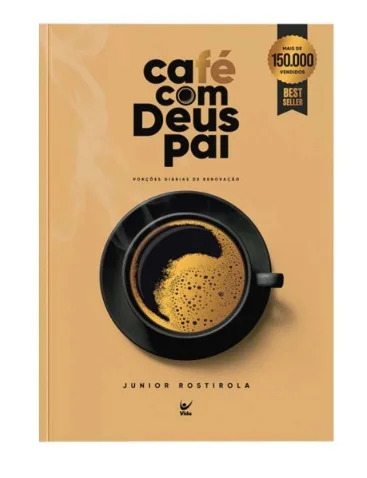 café
com
Deus
pai
PORÇÕES DIÁRIAS DE RENOVAÇÃO
MAIS DE
150.000
VENDIDOS
BEST
SELLER
JUNIOR ROSTIROLA
Vida